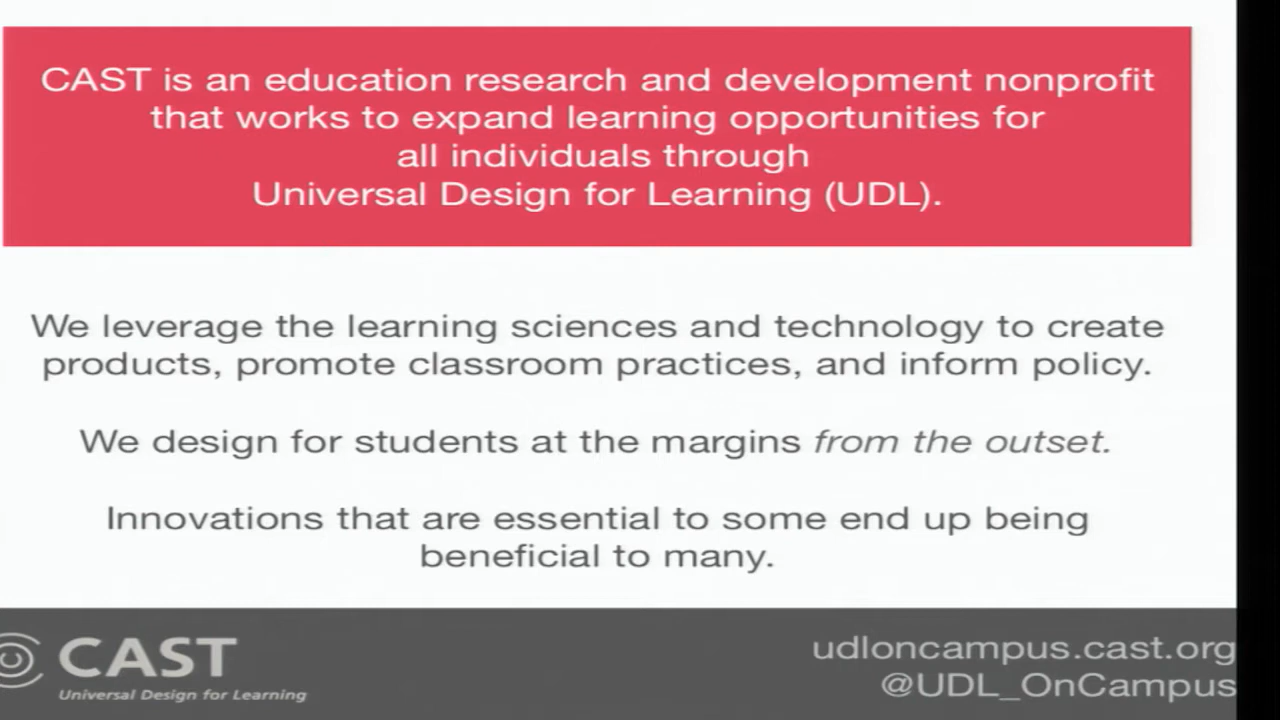 CAST is an education research and development nonprofit
that works to expand learning opportunities for
all individuals through
Universal Design for Learning (UDL).
We leverage the learning sciences and technology to create
products, promote classroom practices, and inform policy.
We design for students at the margins from the outset.
Innovations that are essential to some end up being
beneficial to many.
CAST
Universal Design for Learning
udloncampus.cast.org
@UDL_OnCampus